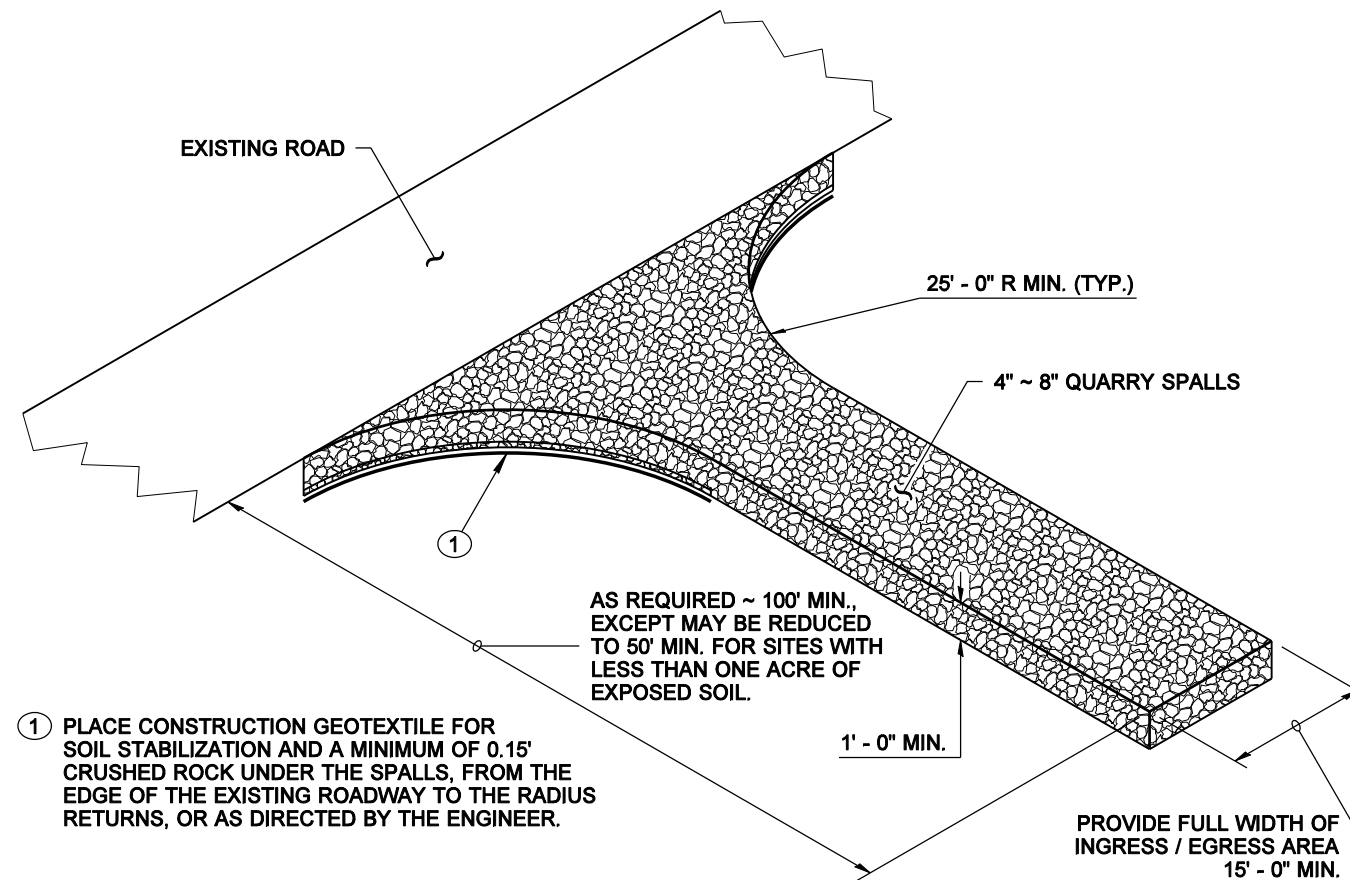 EXISTING ROAD
25' - 0" R MIN. (TYP.)
4" ~ 8" QUARRY SPALLS
1
AS REQUIRED ~ 100' MIN.,
EXCEPT MAY BE REDUCED
TO 50' MIN. FOR SITES WITH
LESS THAN ONE ACRE OF
EXPOSED SOIL.
1' - 0" MIN.
1 PLACE CONSTRUCTION GEOTEXTILE FOR
SOIL STABILIZATION AND A MINIMUM OF 0.15'
CRUSHED ROCK UNDER THE SPALLS, FROM THE
EDGE OF THE EXISTING ROADWAY TO THE RADIUS
RETURNS, OR AS DIRECTED BY THE ENGINEER.
PROVIDE FULL WIDTH OF
INGRESS / EGRESS AREA
15' - 0" MIN.